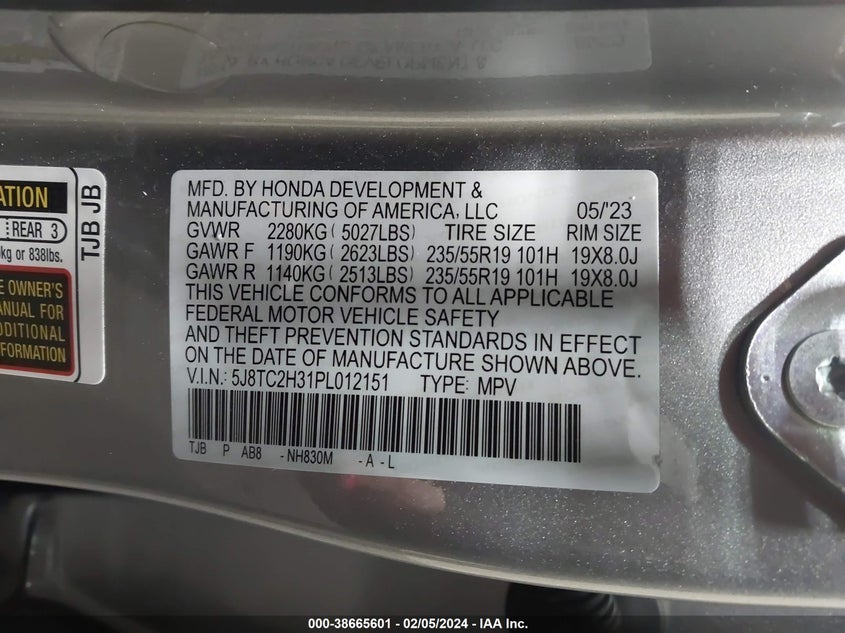 MFD. BY HONDA DEVELOPMENT &
MANUFACTURING OF AMERICA, LLC 05/'23
GVWR 2280KG ( 5027LBS) TIRE SIZE RIM SIZE
GAWR F 1190KG ( 2623LBS) 235/55R19 101H 19X8.0J
GAWR R 1140KG ( 2513LBS) 235/55R19 101H 19X8.0J
THIS VEHICLE CONFORMS TO ALL APPLICABLE
FEDERAL MOTOR VEHICLE SAFETY
AND THEFT PREVENTION STANDARDS IN EFFECT
ON THE DATE OF MANUFACTURE SHOWN ABOVE.
V.I.N.: 5J8TC2H31PL012151 TYPE: MPV
TJB P AB8 - NH830M - A - L
REAR 3
kg or 838lbs.
OWNER'S
MANUAL FOR
TJB JB
000-38665601 - 02/05/2024 - IAA Inc.